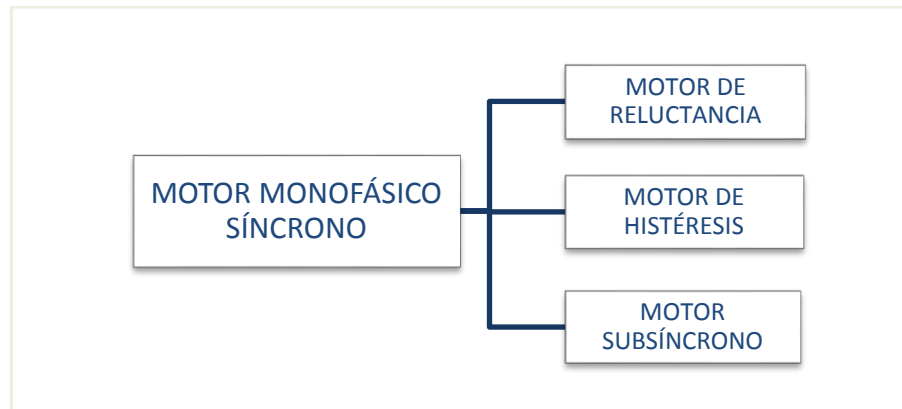 MOTOR DE
RELUCTANCIA
MOTOR MONOFÁSICO
SÍNCRONO
MOTOR DE
HISTÉRESIS
MOTOR
SUBSÍNCRONO